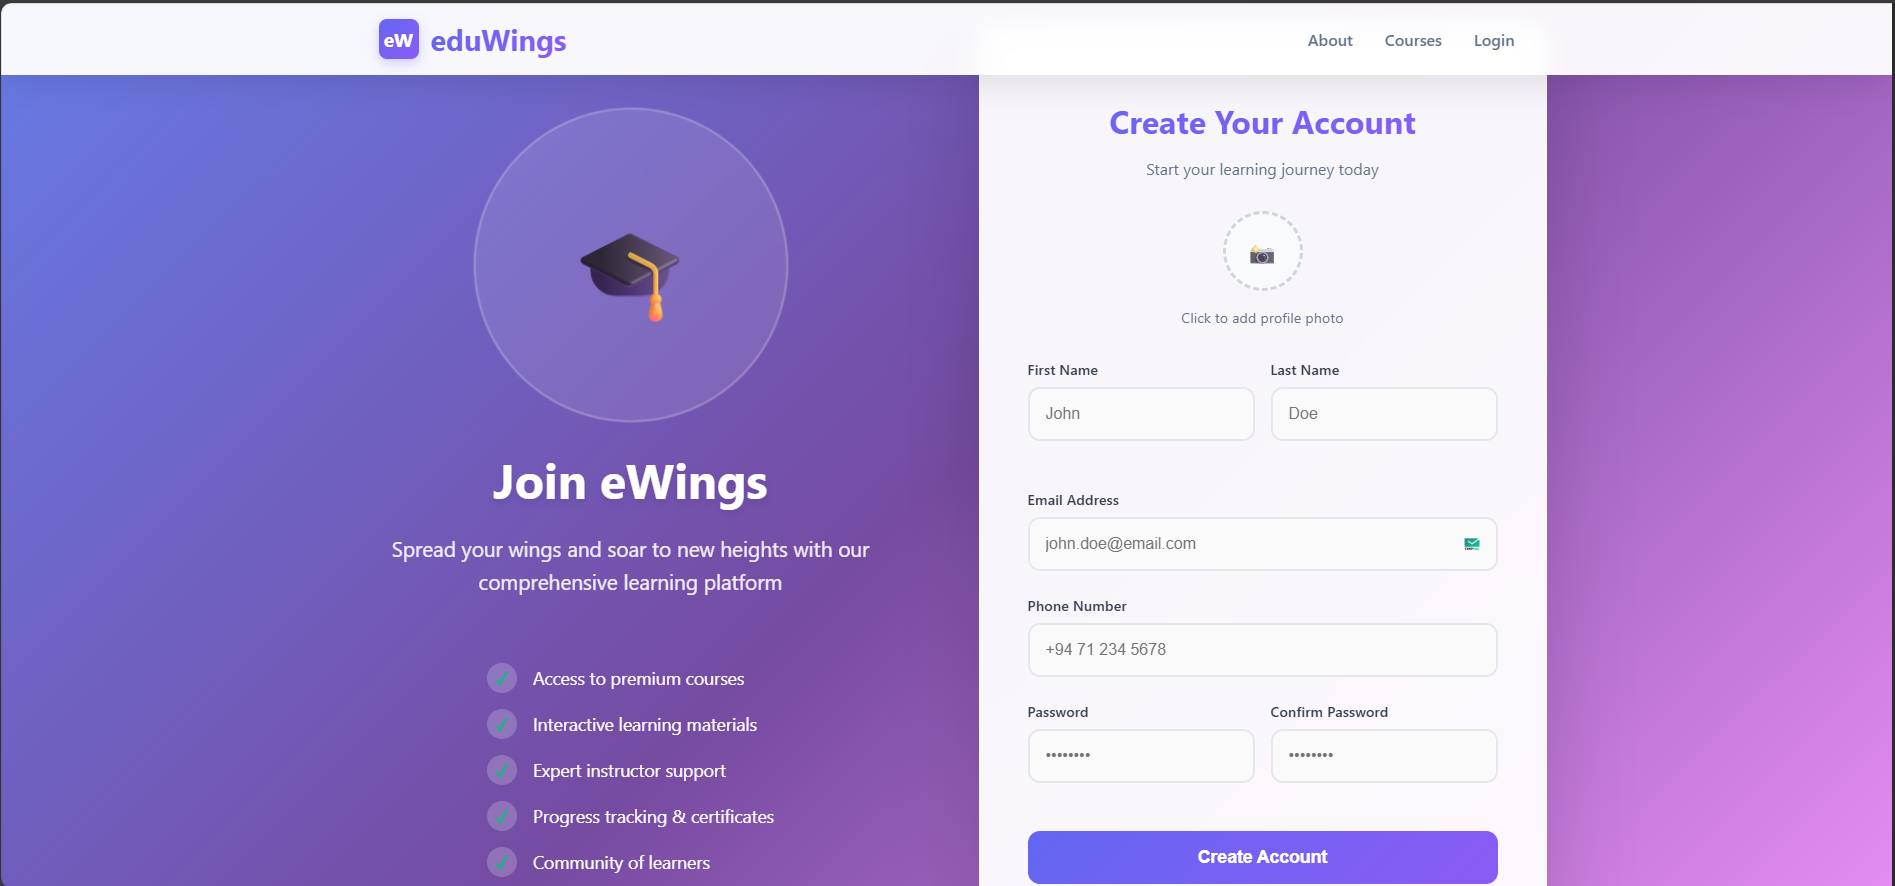 eW eduWings
About Courses Login
Join eWings
Spread your wings and soar to new heights with our
comprehensive learning platform
Access to premium courses
Interactive learning materials
Expert instructor support
Progress tracking & certificates
Community of learners
Create Your Account
Start your learning journey today
Click to add profile photo
First Name Last Name
John Doe
Email Address
john.doe@email.com
Phone Number
+94 71 234 5678
Password Confirm Password
•••••••• ••••••••
Create Account